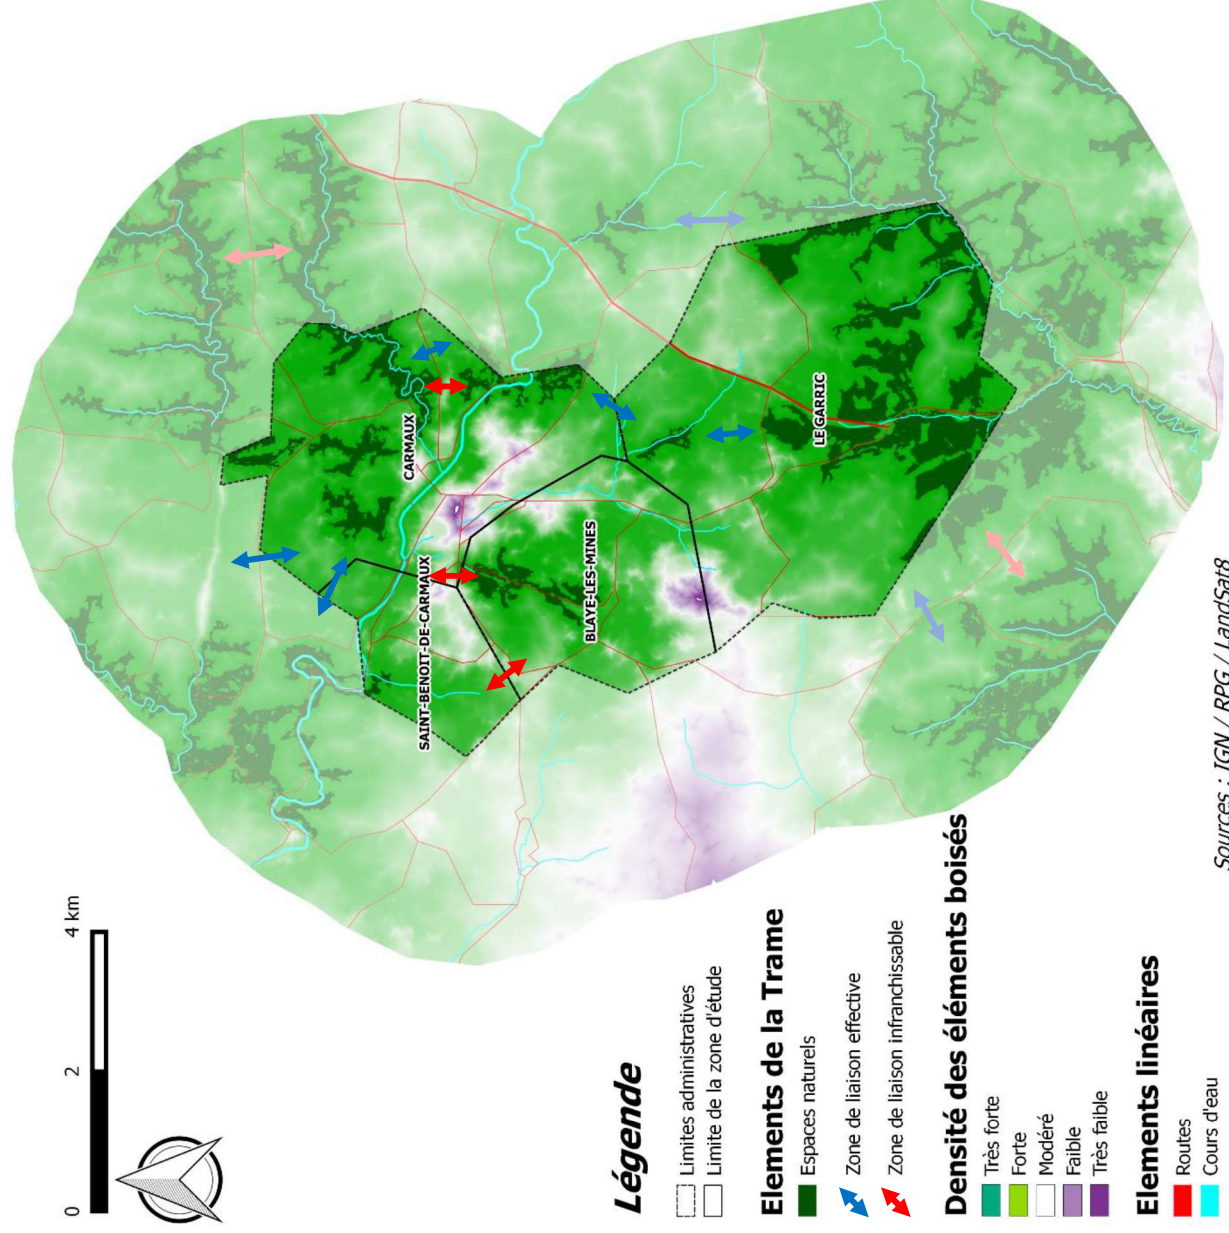 0 2 4 km
CARMAUX
SAINT-BENOIT-DE-CARMAUX
BLAYE-LES-MINES
LE GARRIC
Légende
Limites administratives
Limite de la zone d'étude
Elements de la Trame
Espaces naturels
Zone de liaison effective
Zone de liaison infranchissable
Densité des éléments boisés
Très forte
Forte
Modéré
Faible
Très faible
Elements linéaires
Routes
Cours d'eau
Sources : IGN / RPG / LandSat8